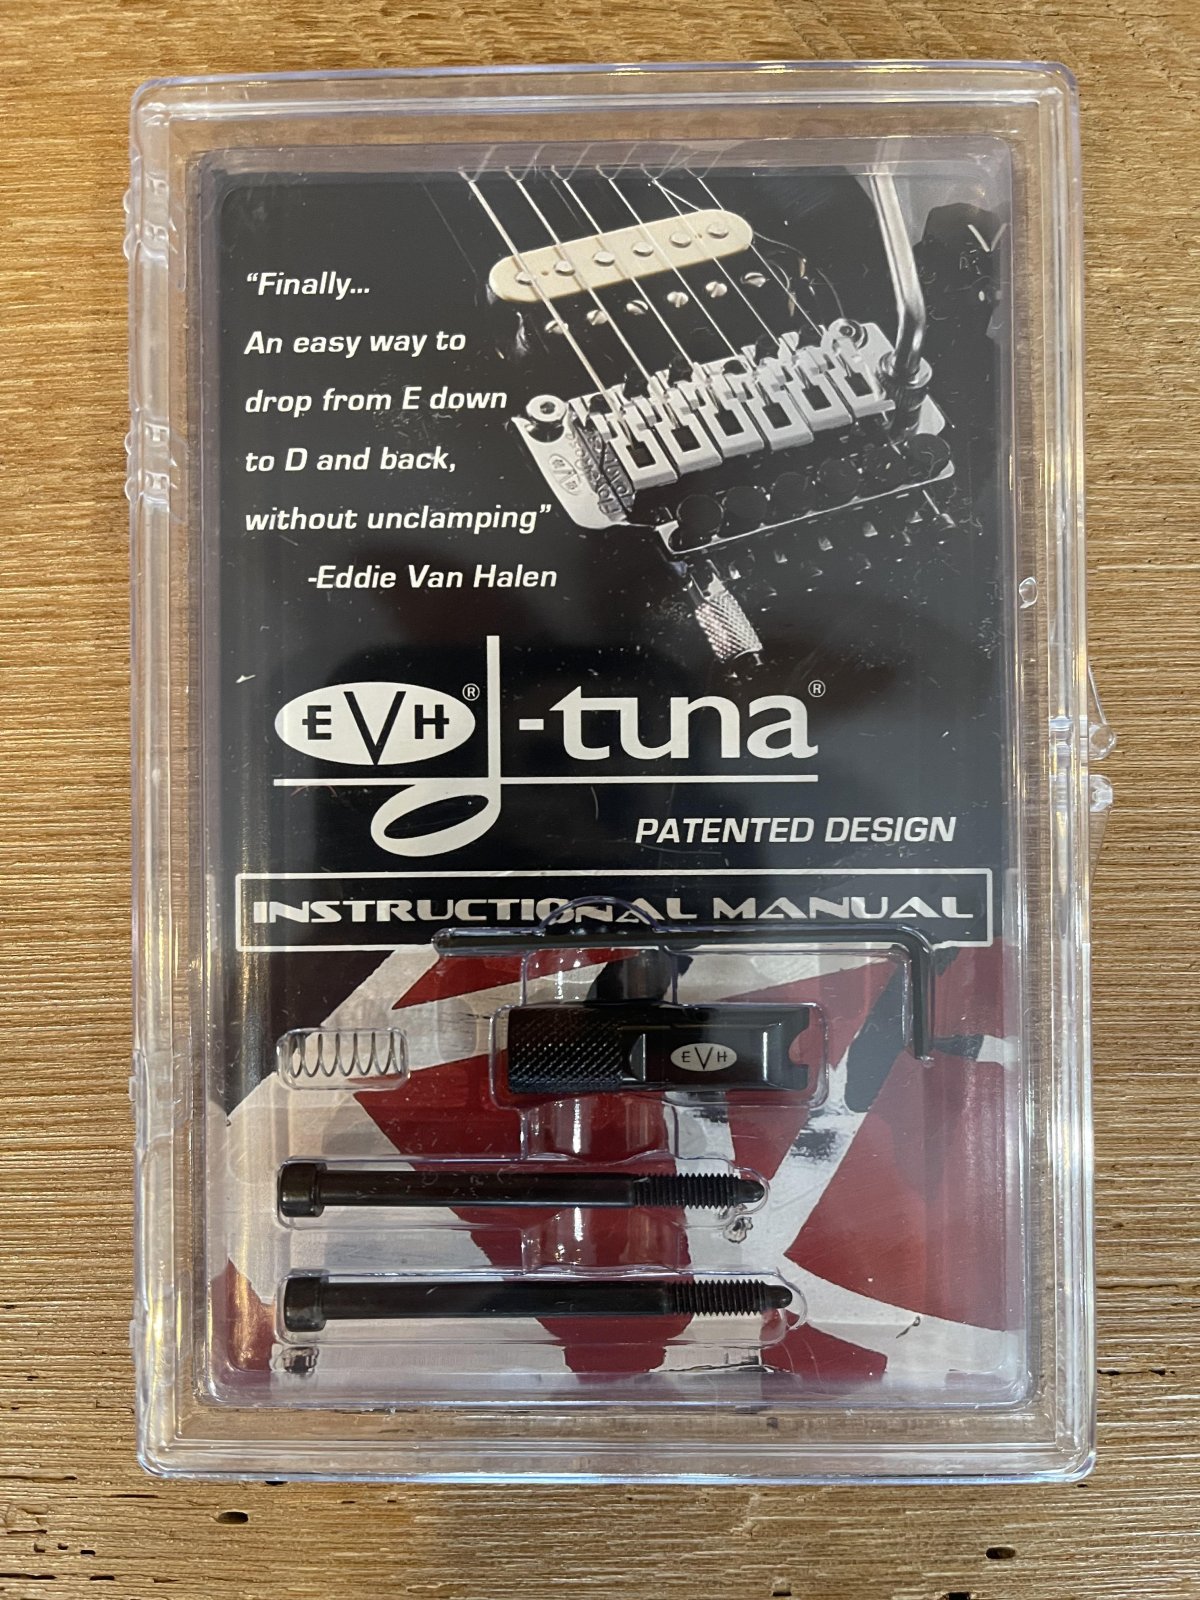 “Finally...
An easy way to
drop from E down
to D and back,
without unclamping”
-Eddie Van Halen
EVH® d-tuna®
PATENTED DESIGN
INSTRUCTIONAL MANUAL
EVH